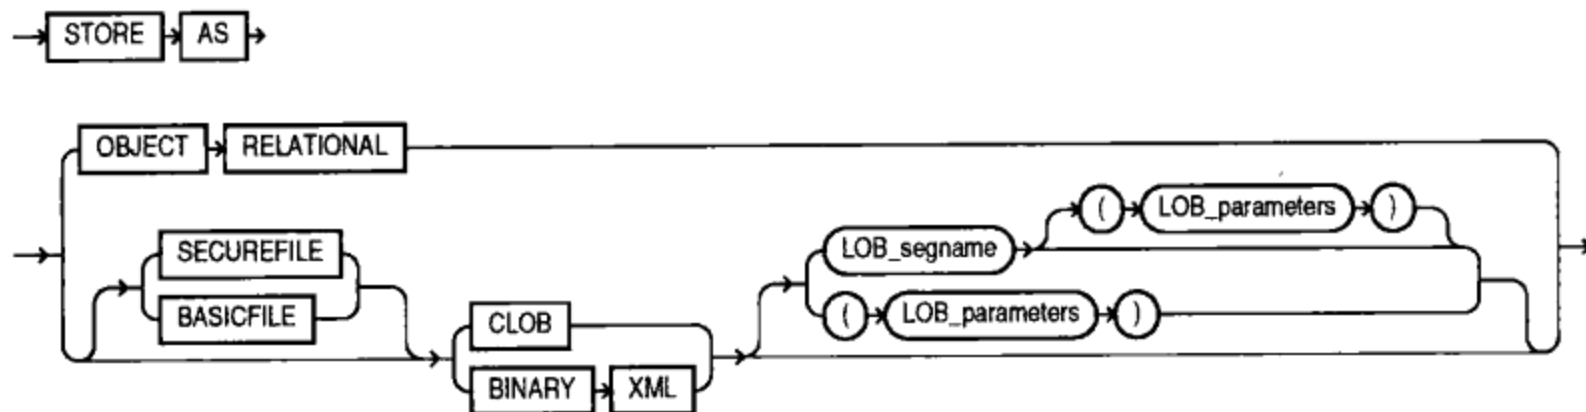 STORE AS
OBJECT RELATIONAL
( LOB_parameters )
SECUREFILE
LOB_segname
BASICFILE
( LOB_parameters )
CLOB
BINARY XML